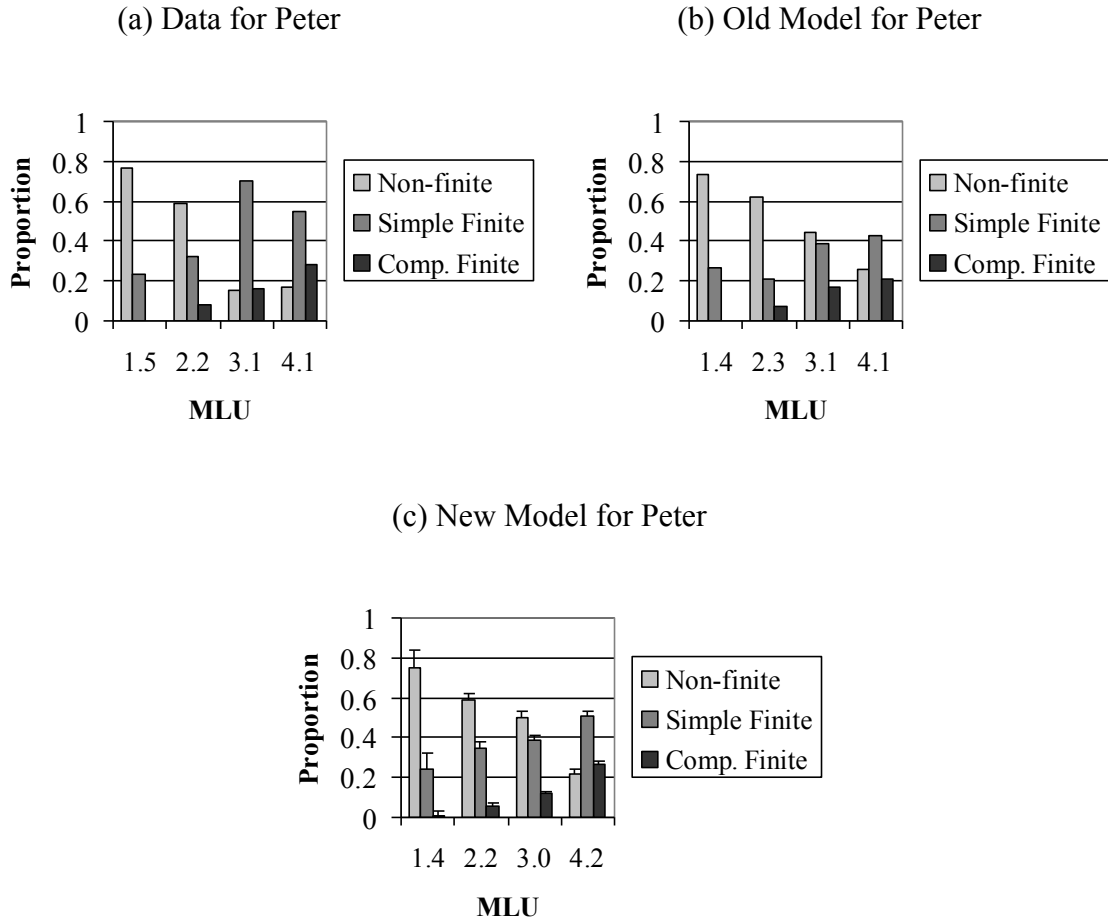 (a) Data for Peter
(b) Old Model for Peter
1
0.8
0.6
0.4
0.2
0
Proportion
1.5 2.2 3.1 4.1
MLU
Non-finite
Simple Finite
Comp. Finite
1
0.8
0.6
0.4
0.2
0
Proportion
1.4 2.3 3.1 4.1
MLU
Non-finite
Simple Finite
Comp. Finite
(c) New Model for Peter
1
0.8
0.6
0.4
0.2
0
Proportion
1.4 2.2 3.0 4.2
MLU
Non-finite
Simple Finite
Comp. Finite